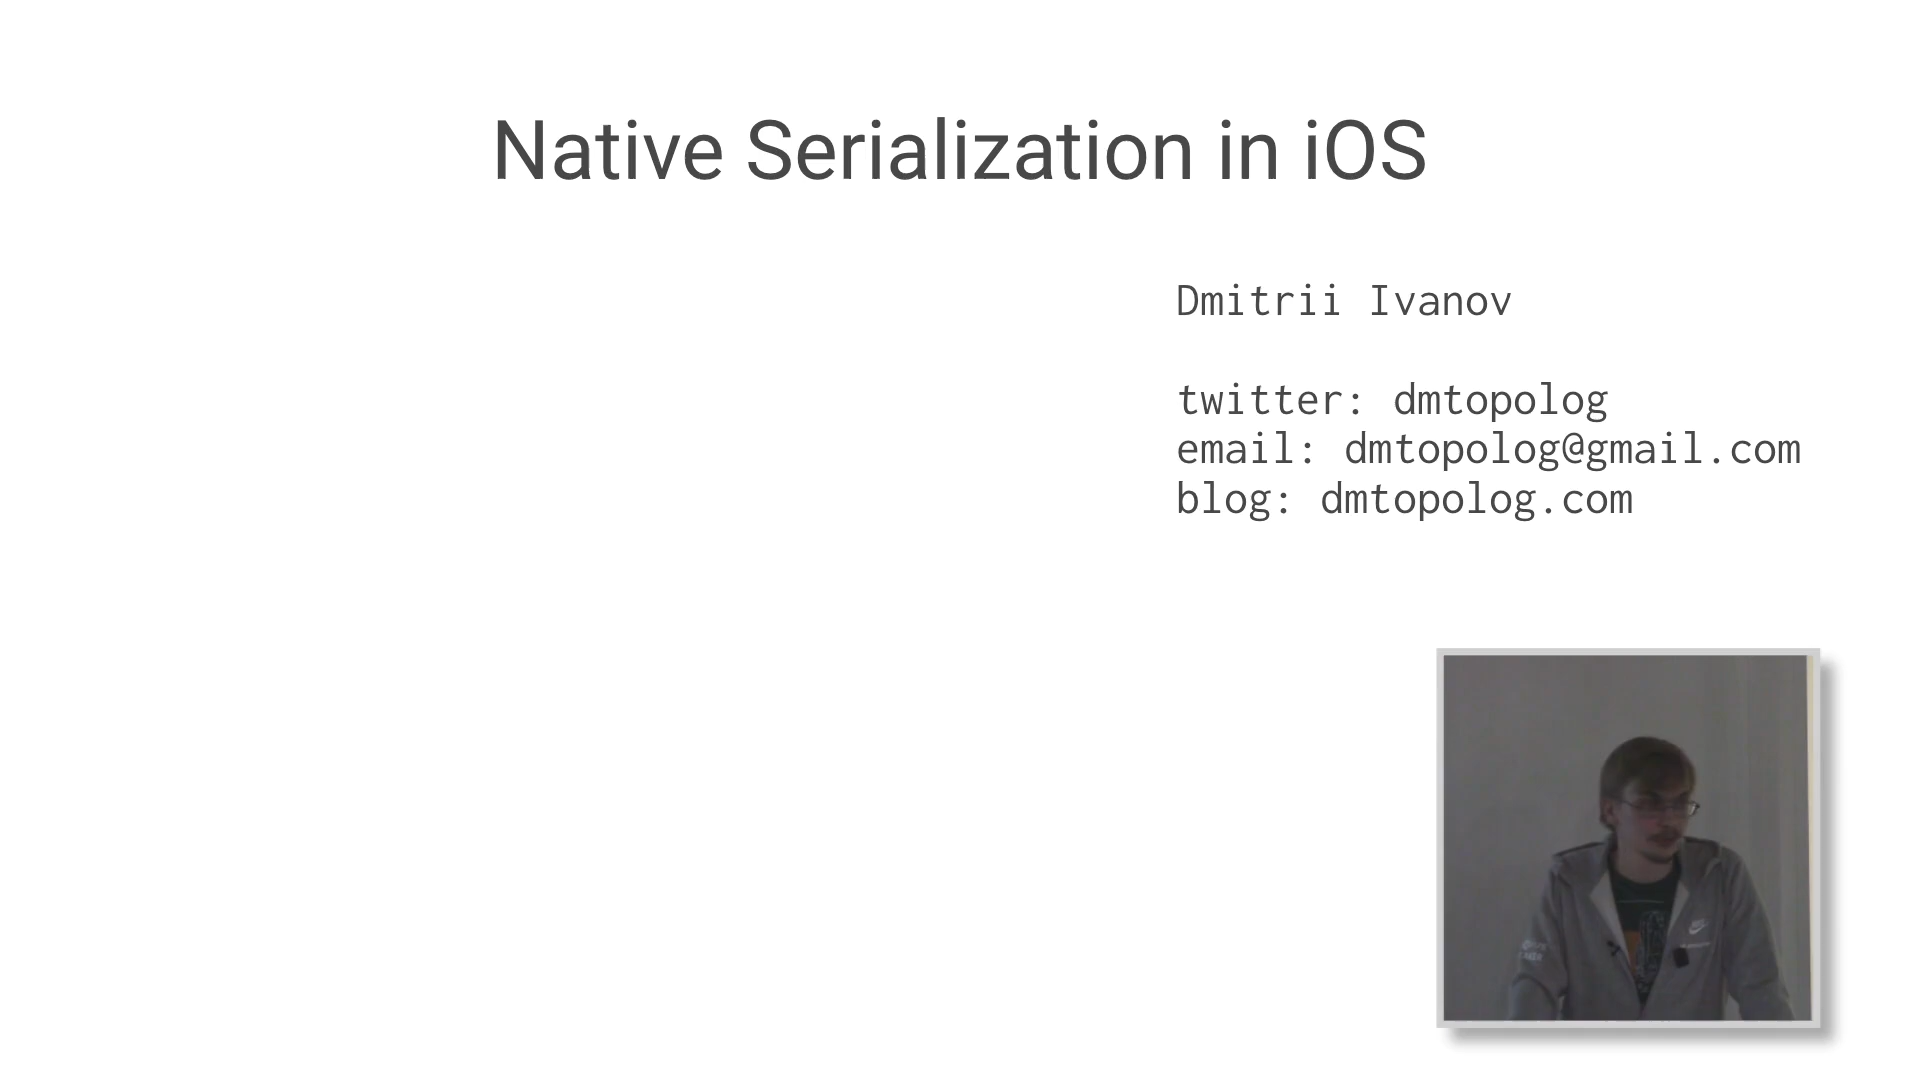 Native Serialization in iOS
Dmitrii Ivanov
twitter: dmtopolog
email: dmtopolog@gmail.com
blog: dmtopolog.com